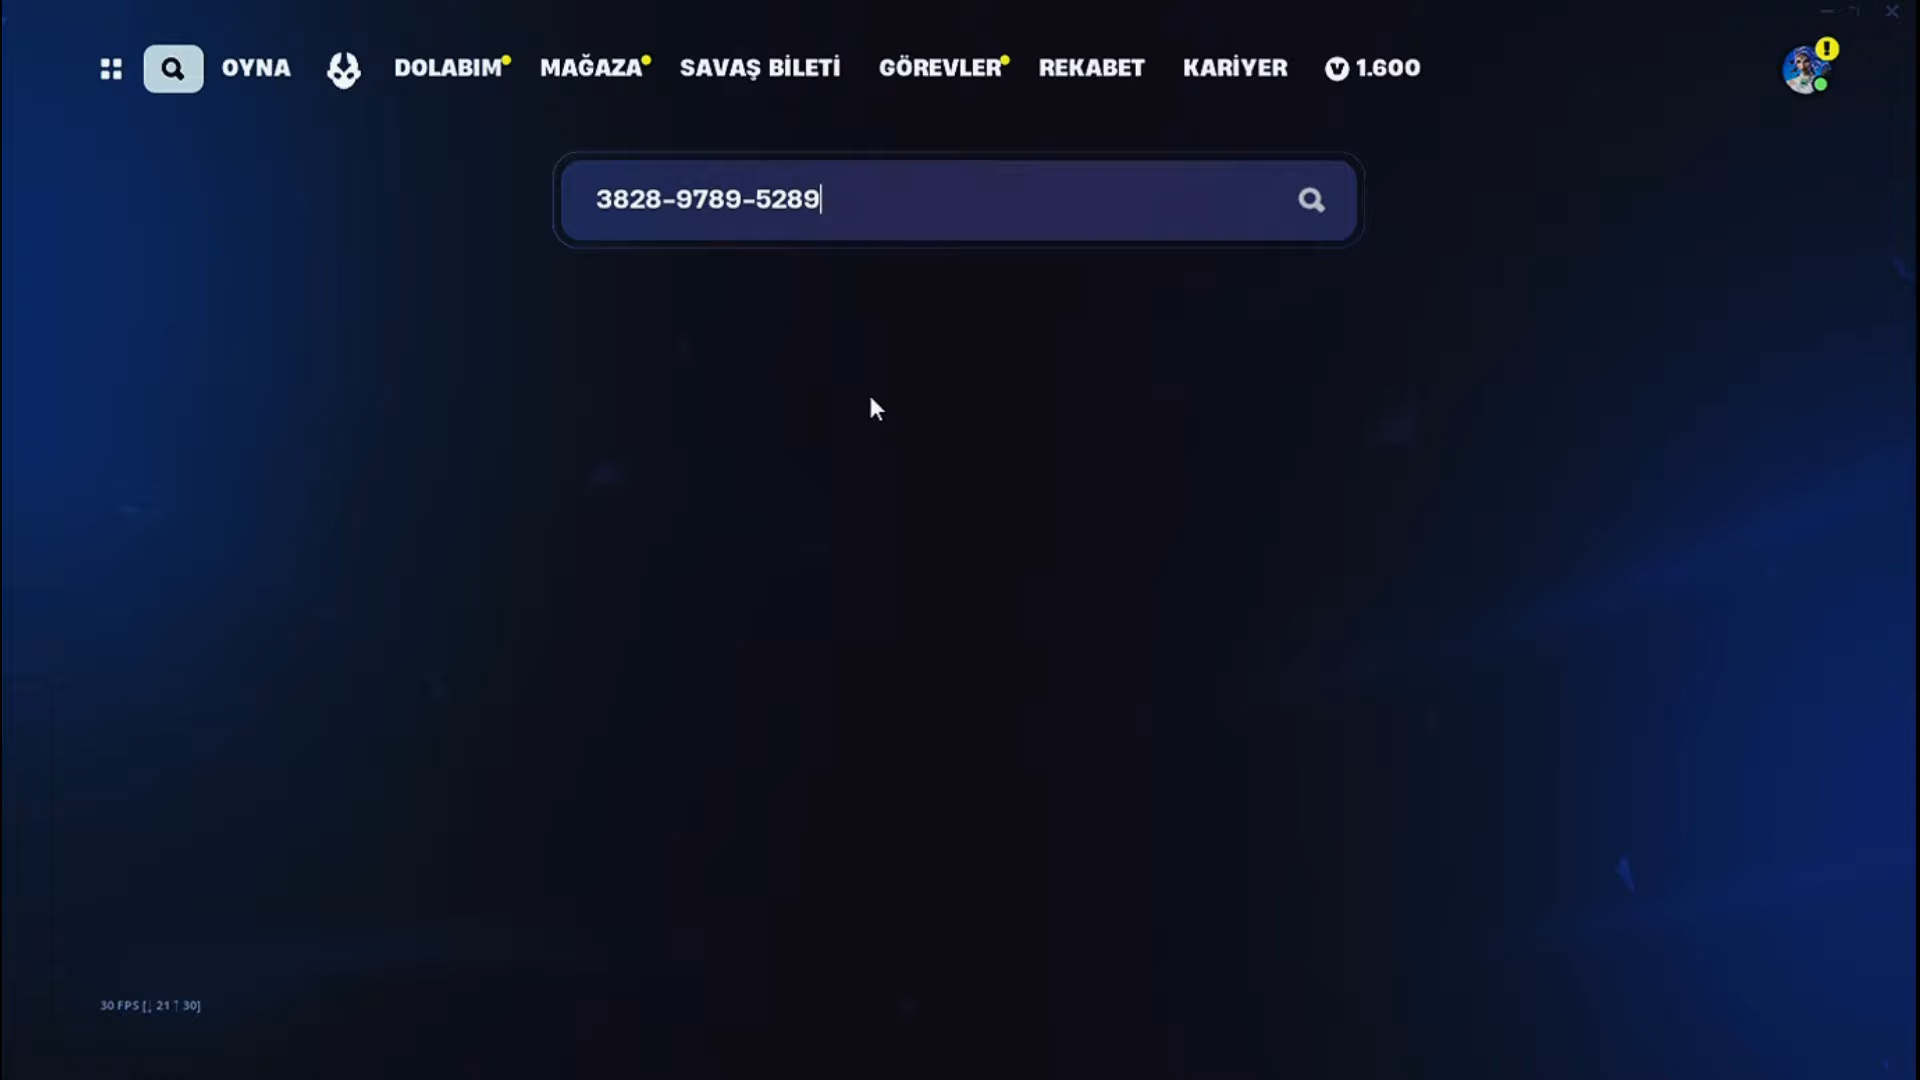 OYNA DOLABIM MAĞAZA SAVAŞ BİLETİ GÖREVLER REKABET KARİYER 1.600
3828-9789-5289
30 FPS [↓ 21 ↑ 30]